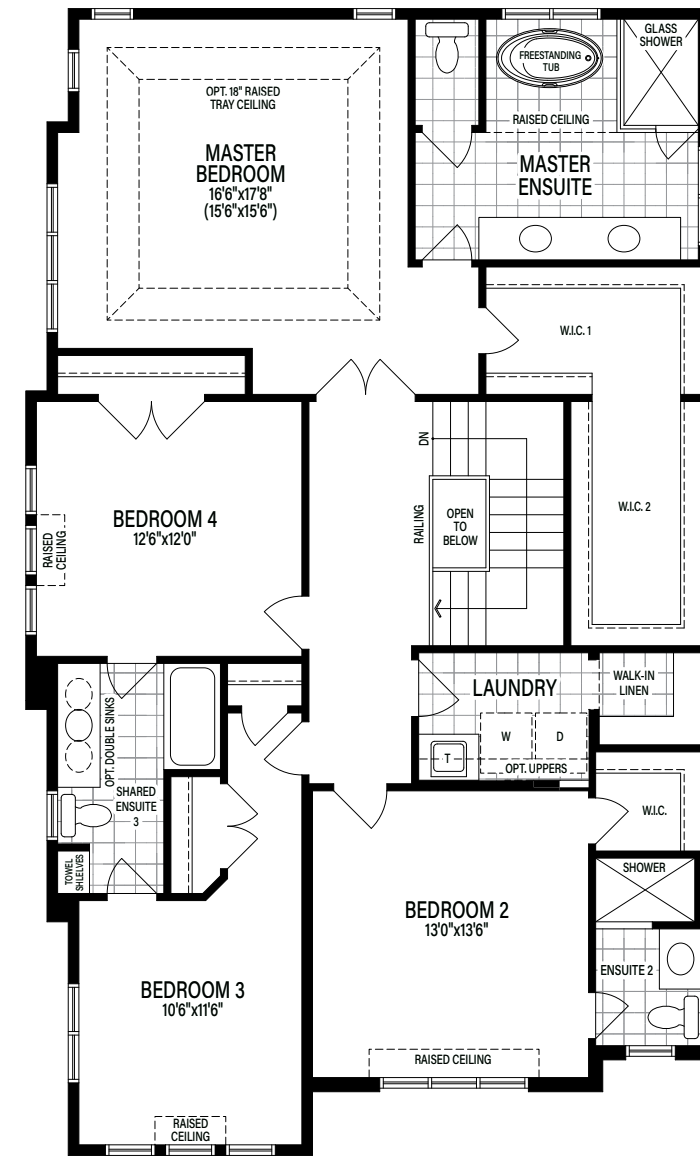 GLASS
SHOWER
FREESTANDING
TUB
OPT. 18" RAISED
TRAY CEILING
RAISED CEILING
MASTER
BEDROOM
16'6"x17'8"
(15'6"x15'6")
MASTER
ENSUITE
W.I.C. 1
DN
BEDROOM 4
12'6"x12'0"
RAISED
CEILING
RAILING
OPEN
TO
BELOW
W.I.C. 2
LAUNDRY
WALK-IN
LINEN
W
D
T
OPT. UPPERS
OPT. DOUBLE SINKS
SHARED
ENSUITE
3
TOWEL
SHLELVES
W.I.C.
SHOWER
BEDROOM 2
13'0"x13'6"
ENSUITE 2
BEDROOM 3
10'6"x11'6"
RAISED CEILING
RAISED
CEILING